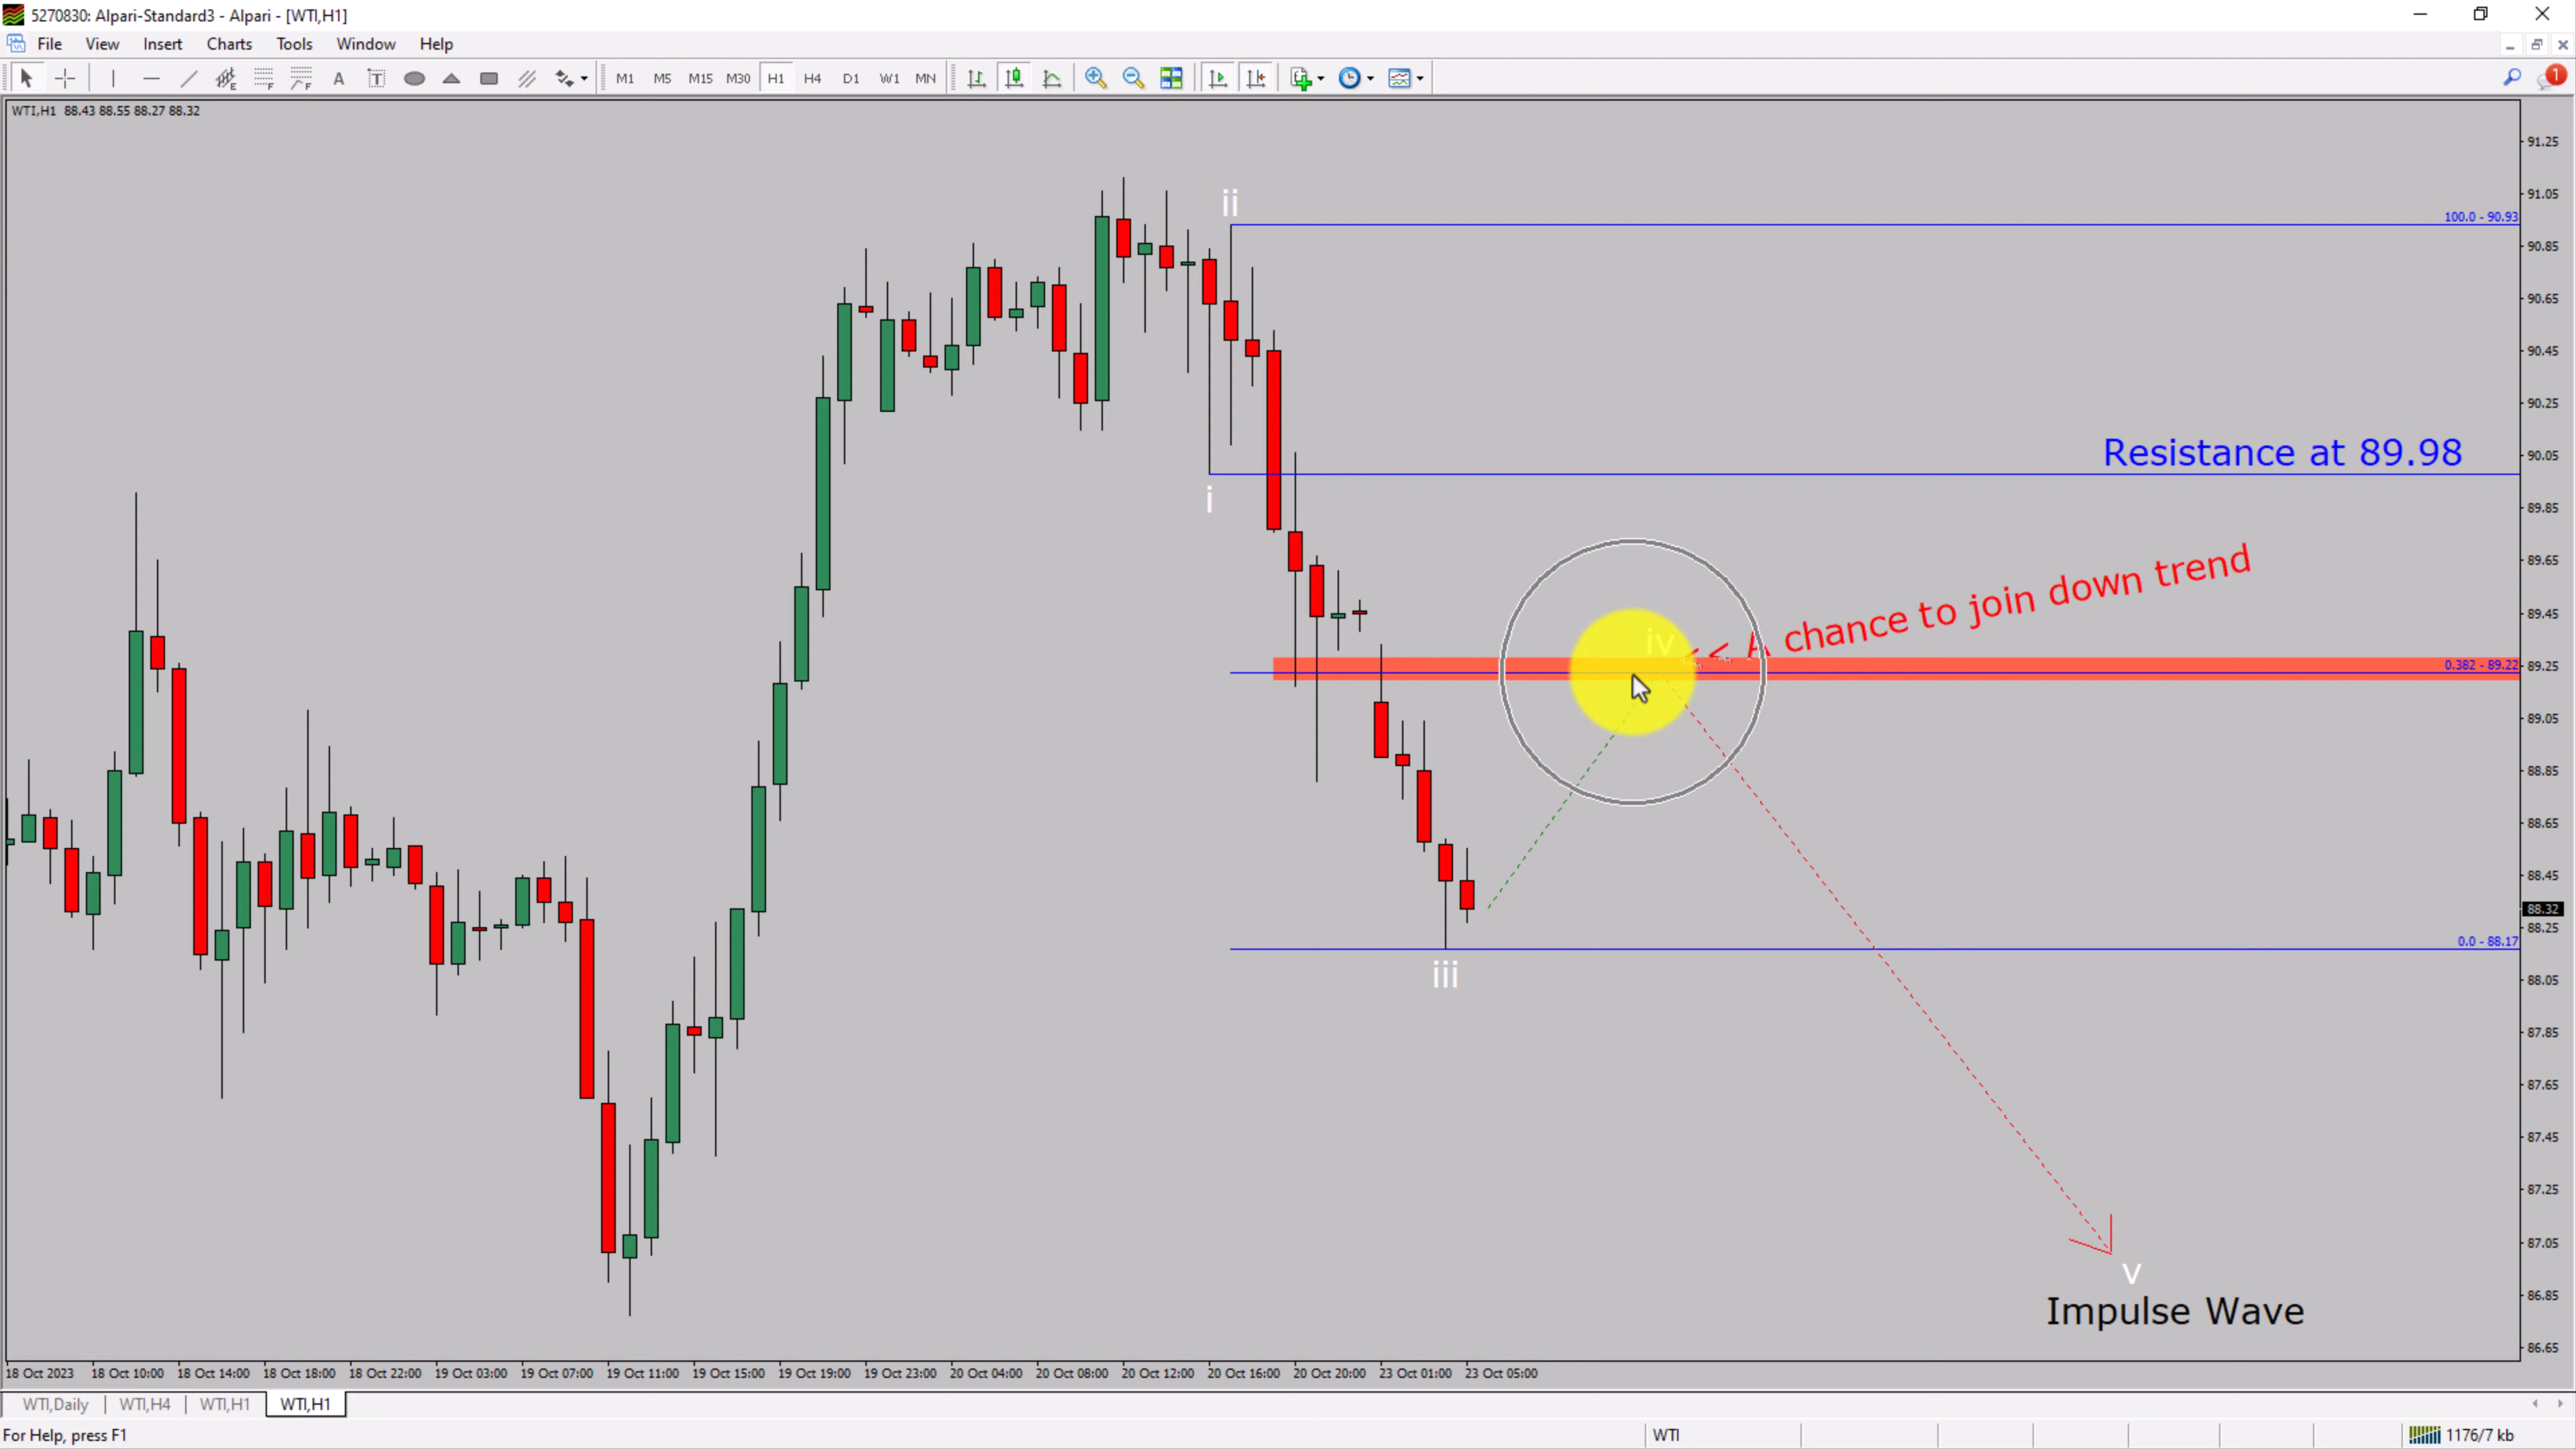 5270830: Alpari-Standard3 - Alpari - [WTI,H1]
File View Insert Charts Tools Window Help
A T M1 M5 M15 M30 H1 H4 D1 W1 MN 1
WTI,H1 88.43 88.55 88.27 88.32
91.25
91.05
ii
100.0 - 90.93
90.85
90.65
90.45
90.25
Resistance at 89.98
90.05
i
89.85
<< A chance to join down trend
89.65
89.45
iv
0.382 - 89.22
89.25
89.05
88.85
88.65
88.45
88.32
88.25
0.0 - 88.17
iii
88.05
87.85
87.65
87.45
87.25
87.05
v
Impulse Wave
86.85
86.65
18 Oct 2023 18 Oct 10:00 18 Oct 14:00 18 Oct 18:00 18 Oct 22:00 19 Oct 03:00 19 Oct 07:00 19 Oct 11:00 19 Oct 15:00 19 Oct 19:00 19 Oct 23:00 20 Oct 04:00 20 Oct 08:00 20 Oct 12:00 20 Oct 16:00 20 Oct 20:00 23 Oct 01:00 23 Oct 05:00
WTI,Daily WTI,H4 WTI,H1 WTI,H1
For Help, press F1 WTI 1176/7 kb